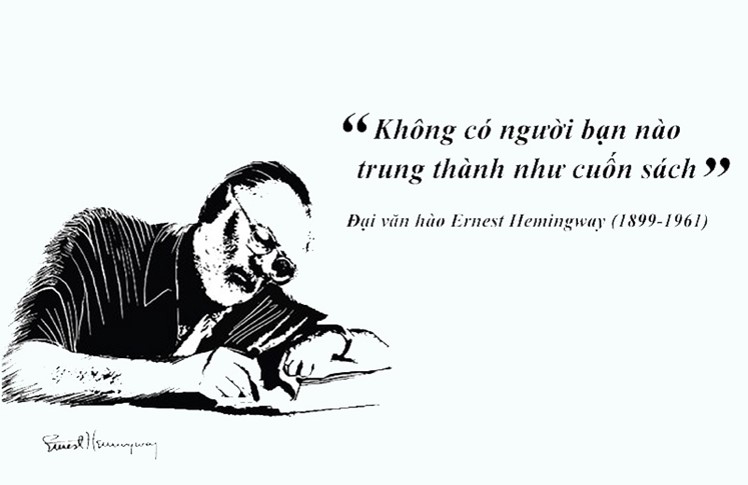 “ Không có người bạn nào
trung thành như cuốn sách ”
Đại văn hào Ernest Hemingway (1899-1961)
Ernest Hemingway